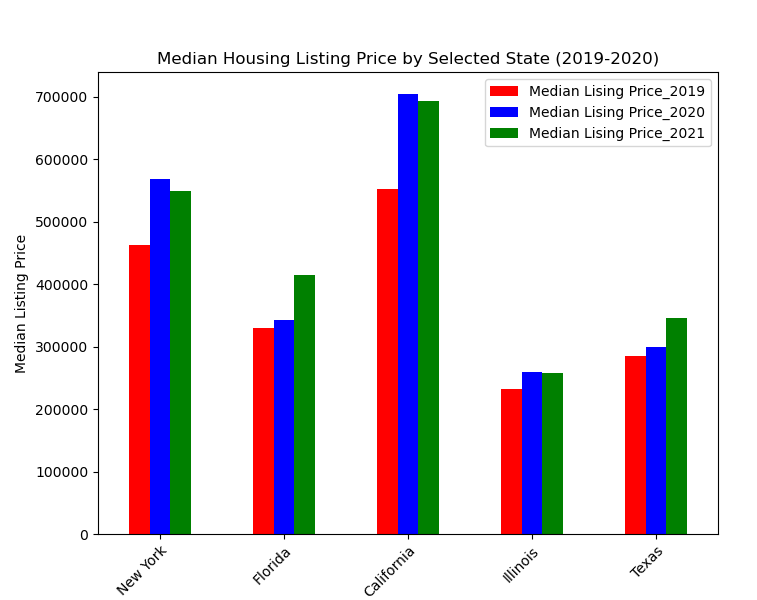 Median Housing Listing Price by Selected State (2019-2020)
Median Lising Price_2019
Median Lising Price_2020
Median Lising Price_2021
Median Listing Price
700000
600000
500000
400000
300000
200000
100000
0
New York
Florida
California
Illinois
Texas